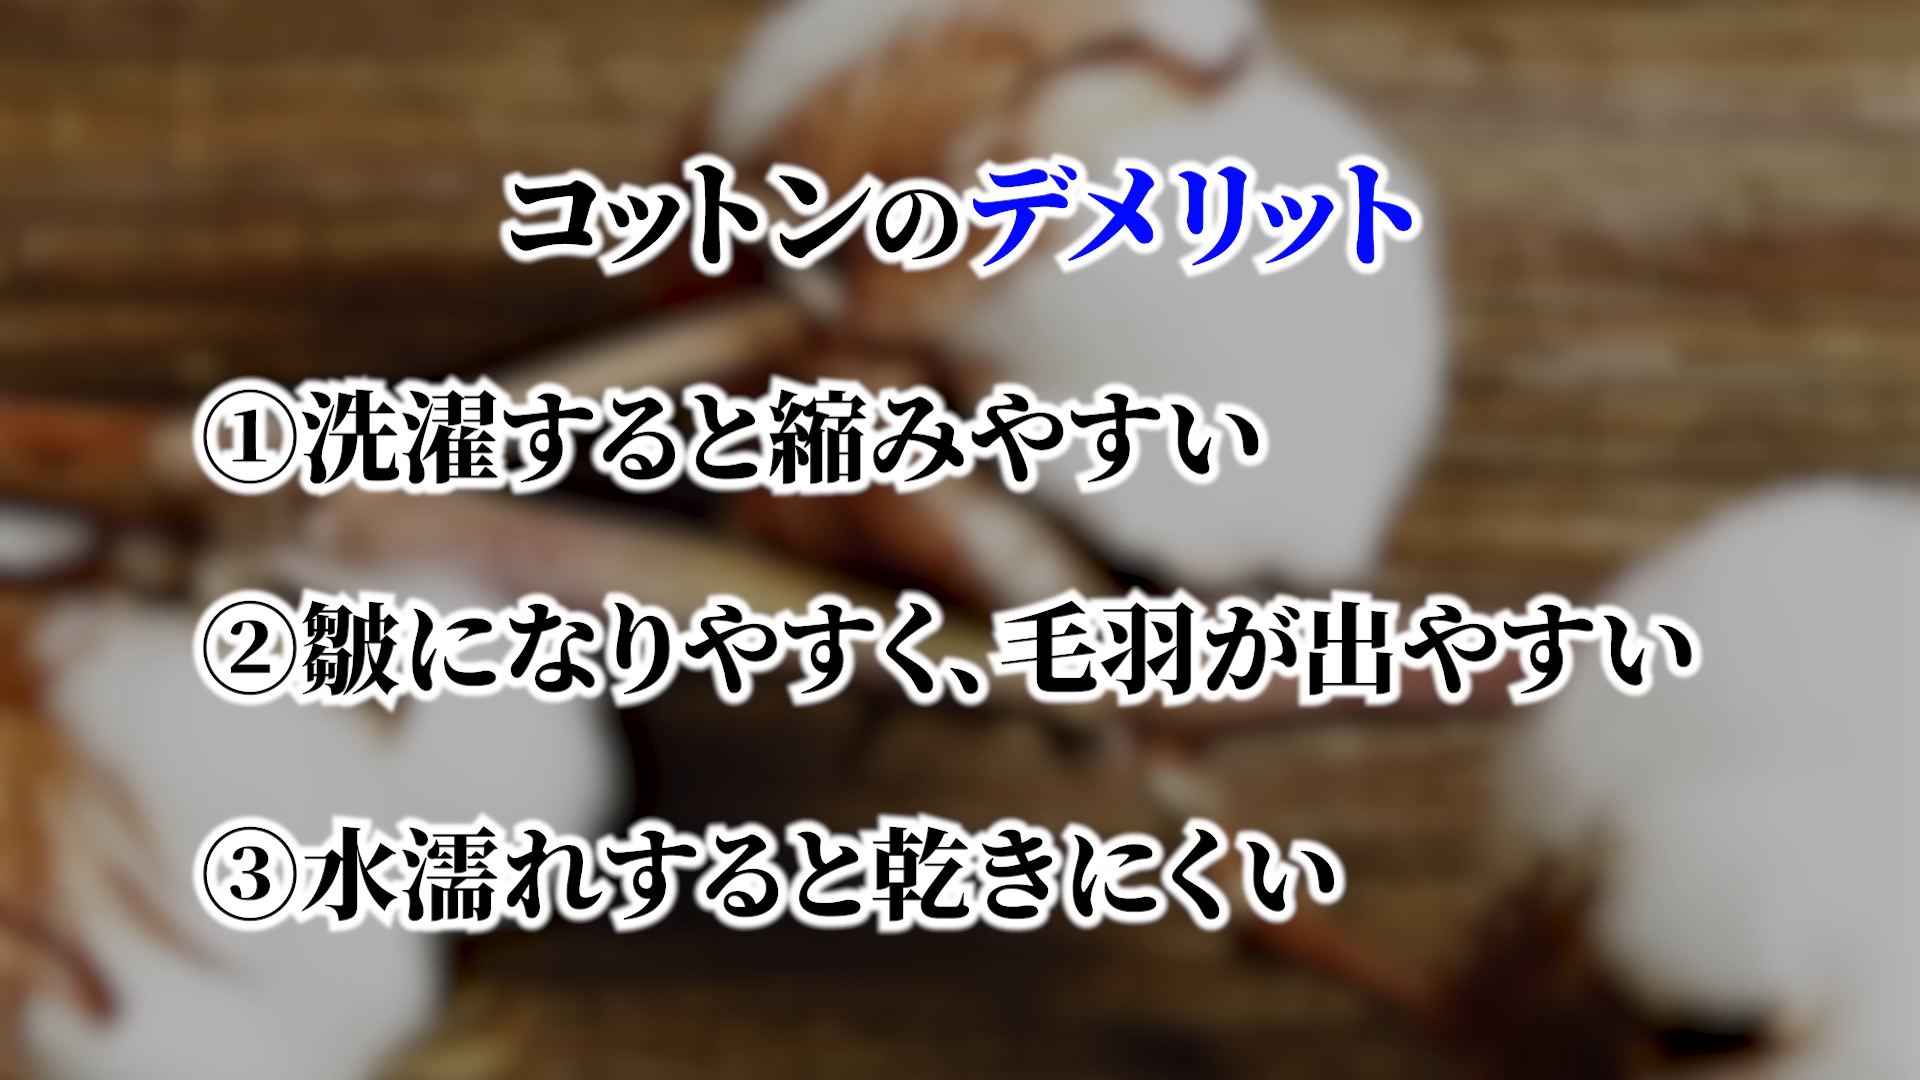 コットンのデメリット
①洗濯すると縮みやすい
②皺になりやすく、毛羽が出やすい
③水濡れすると乾きにくい